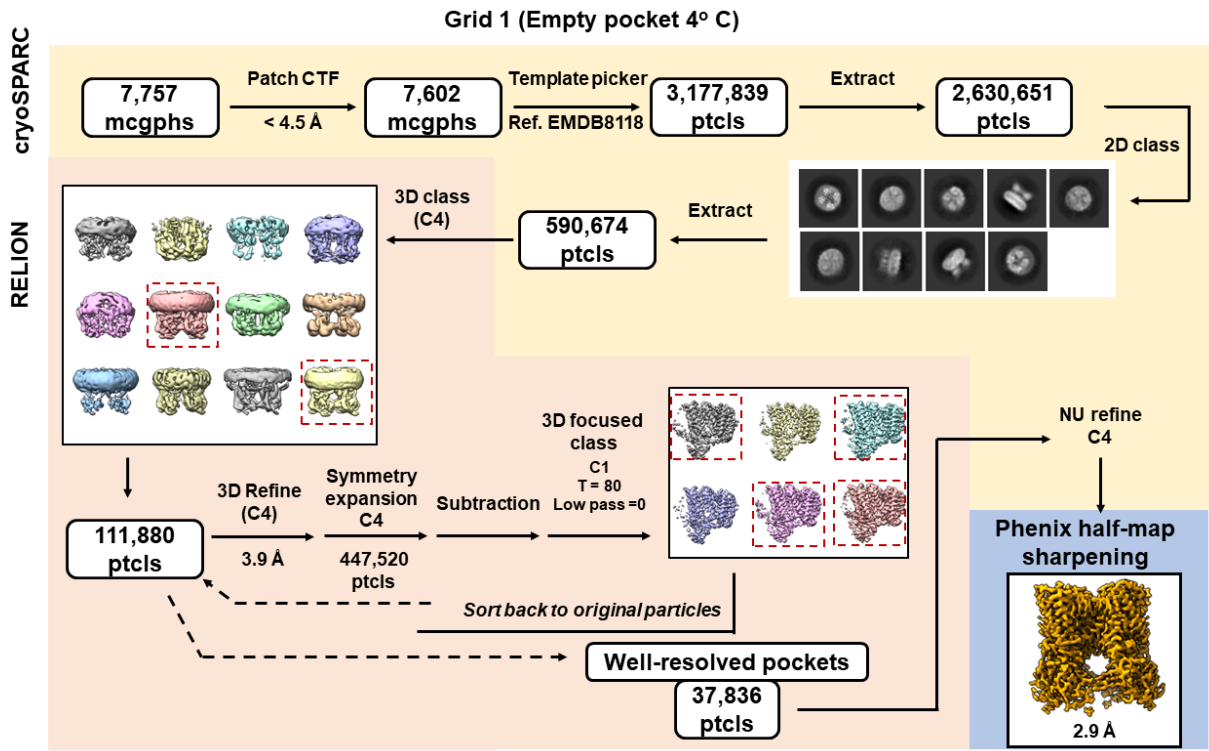 Grid 1 (Empty pocket 4º C)
cryoSPARC
7,757
mcgphs
Patch CTF
< 4.5 Å
7,602
mcgphs
Template picker
Ref. EMDB8118
3,177,839
ptcls
Extract
2,630,651
ptcls
2D class
Extract
590,674
ptcls
3D class
(C4)
RELION
111,880
ptcls
3D Refine
(C4)
3.9 Å
Symmetry
expansion
C4
447,520
ptcls
Subtraction
3D focused
class
C1
T = 80
Low pass =0
Sort back to original particles
Well-resolved pockets
37,836
ptcls
NU refine
C4
Phenix half-map
sharpening
2.9 Å